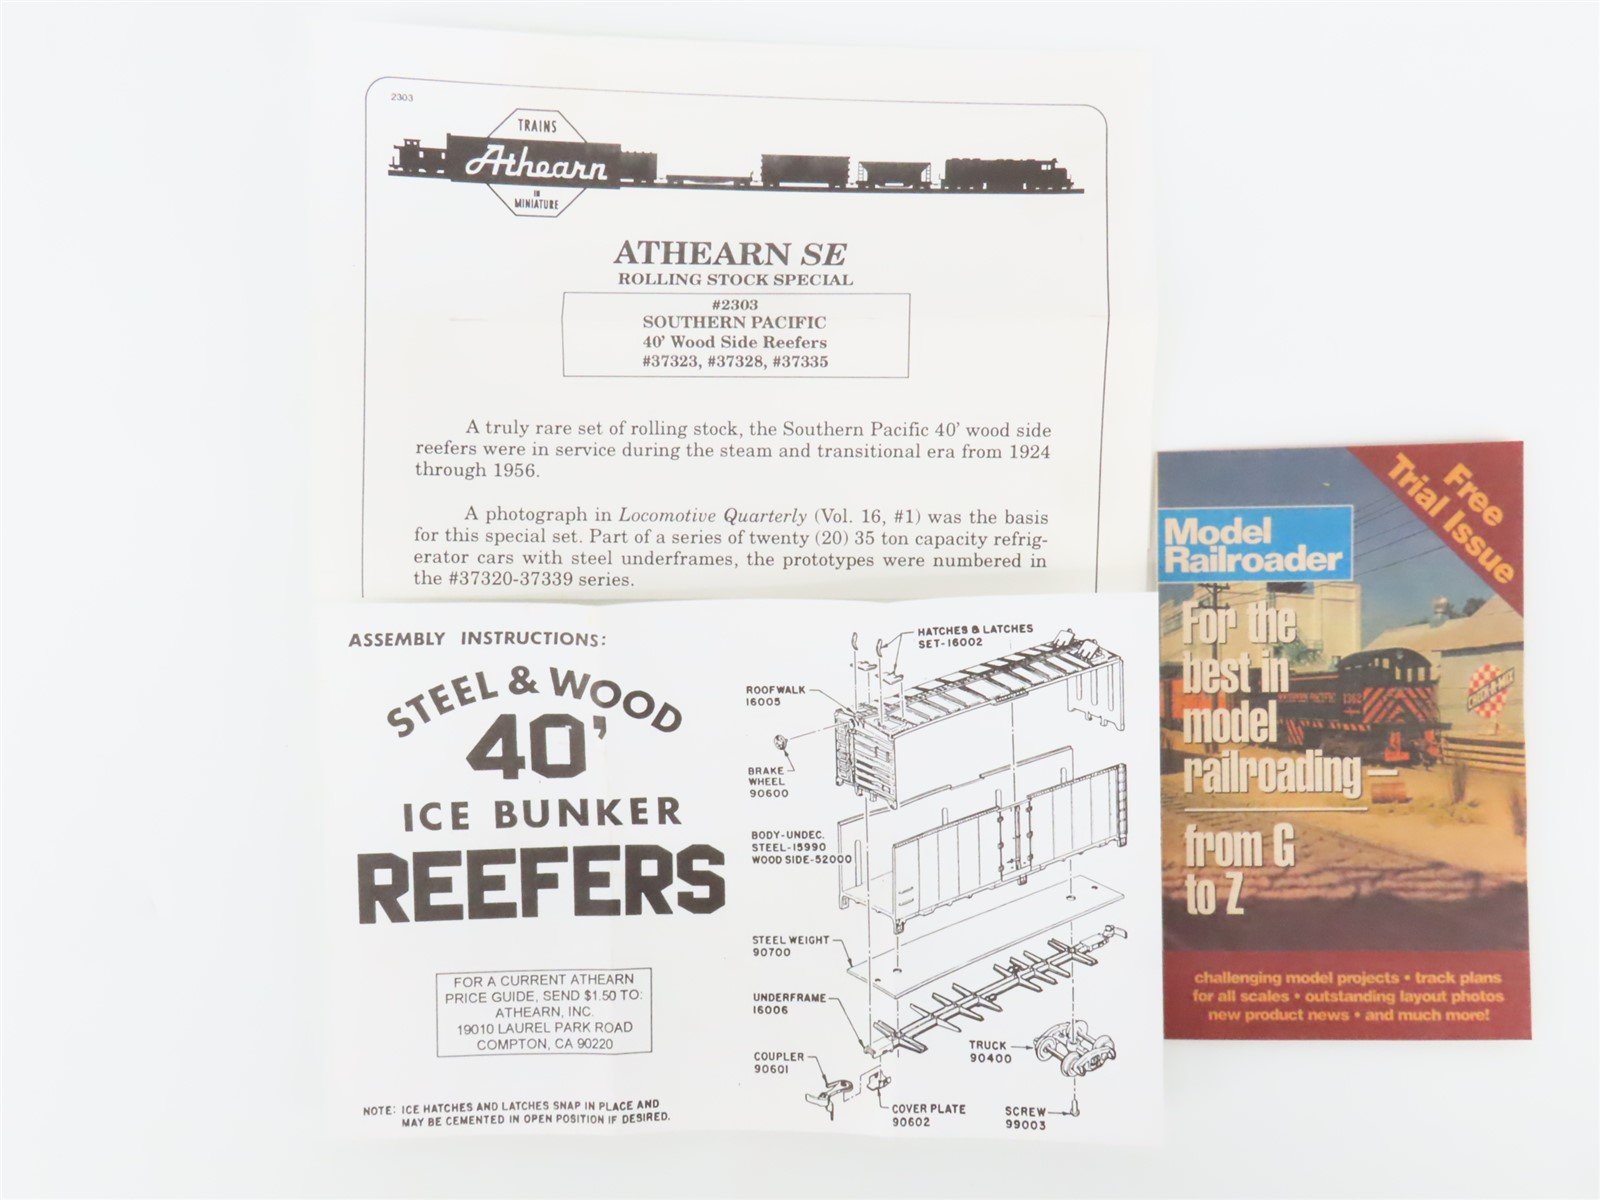 2303
TRAINS
Athearn
IN
MINIATURE
ATHEARN SE
ROLLING STOCK SPECIAL
#2303
SOUTHERN PACIFIC
40' Wood Side Reefers
#37323, #37328, #37335
A truly rare set of rolling stock, the Southern Pacific 40' wood side
reefers were in service during the steam and transitional era from 1924
through 1956.
A photograph in Locomotive Quarterly (Vol. 16, #1) was the basis
for this special set. Part of a series of twenty (20) 35 ton capacity refrig-
erator cars with steel underframes, the prototypes were numbered in
the #37320-37339 series.
ASSEMBLY INSTRUCTIONS:
STEEL & WOOD
40'
ICE BUNKER
REEFERS
FOR A CURRENT ATHEARN
PRICE GUIDE, SEND $1.50 TO:
ATHEARN, INC.
19010 LAUREL PARK ROAD
COMPTON, CA 90220
NOTE: ICE HATCHES AND LATCHES SNAP IN PLACE AND
MAY BE CEMENTED IN OPEN POSITION IF DESIRED.
HATCHES & LATCHES
SET-16002
ROOFWALK
16005
BRAKE
WHEEL
90600
BODY-UNDEC.
STEEL-15990
WOOD SIDE-52000
STEEL WEIGHT
90700
UNDERFRAME
16006
COUPLER
90601
TRUCK
90400
COVER PLATE
90602
SCREW
99003
Free
Trial Issue
Model
Railroader
For the
best in
model
railroading—
from G
to Z
SOUTHERN PACIFIC 1362
CHECK-R-MIX
challenging model projects • track plans
for all scales • outstanding layout photos
new product news • and much more!